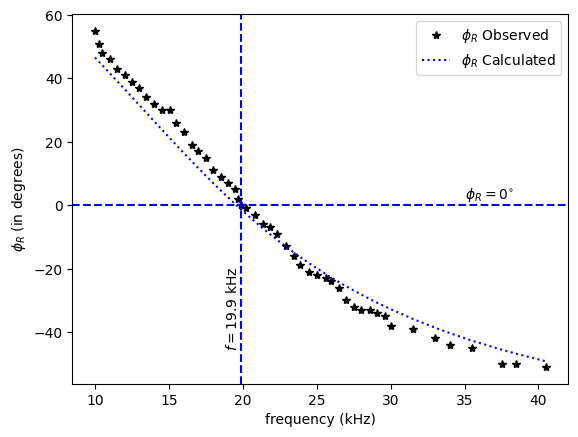 60
40
20
0
−20
−40
10
15
20
25
30
35
40
ϕ_R (in degrees)
frequency (kHz)
ϕ_R Observed
ϕ_R Calculated
ϕ_R = 0°
f = 19.9 kHz